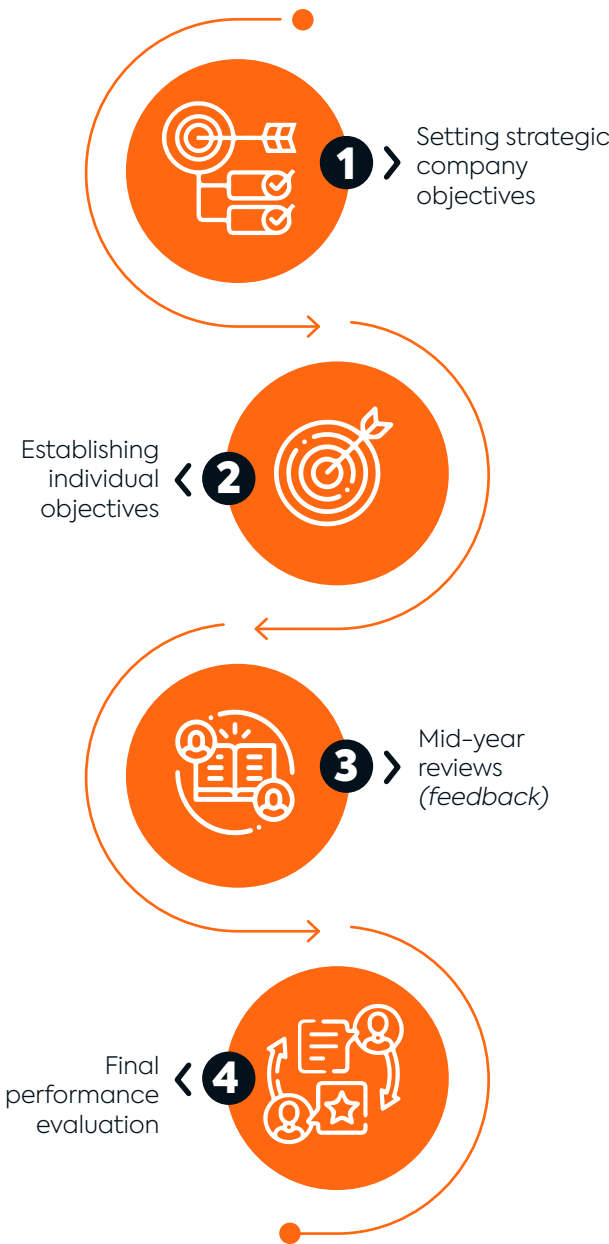 1
Setting strategic
company
objectives
2
Establishing
individual
objectives
3
Mid-year
reviews
(feedback)
4
Final
performance
evaluation